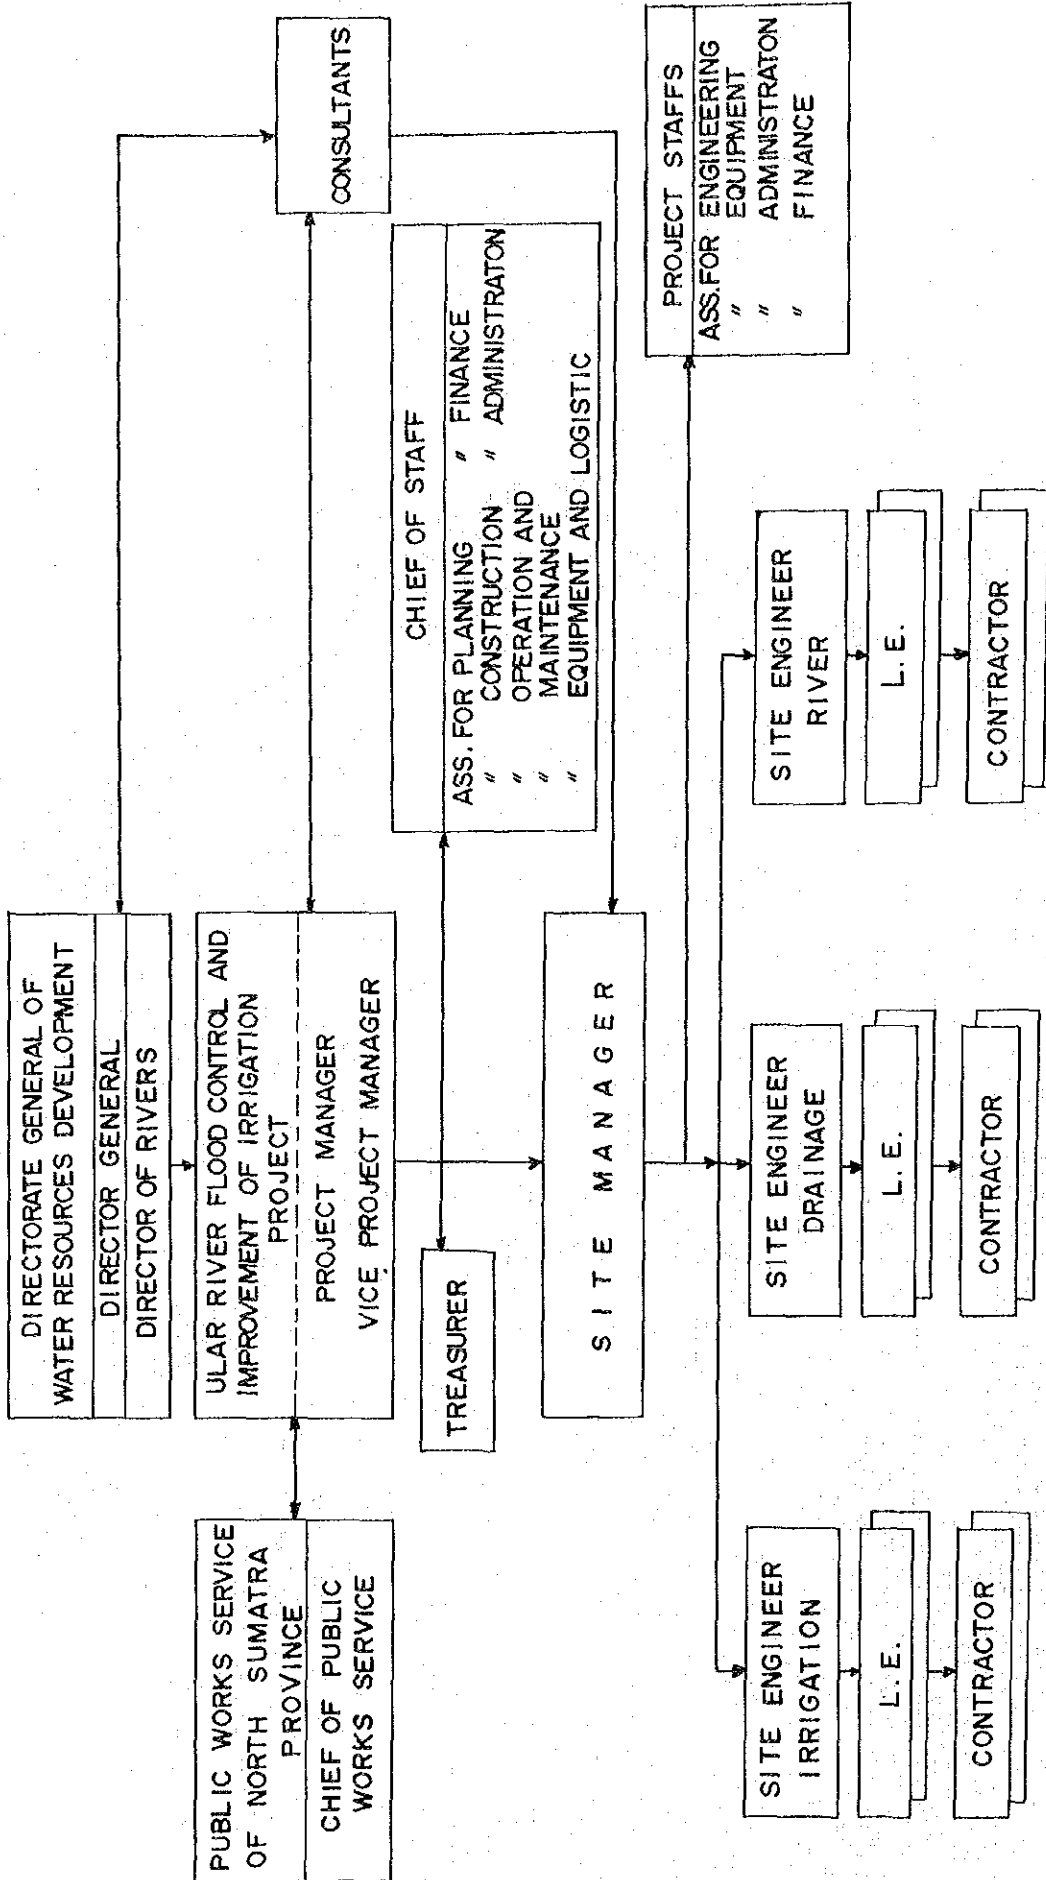 DIRECTORATE GENERAL OF
WATER RESOURCES DEVELOPMENT
DIRECTOR GENERAL
DIRECTOR OF RIVERS
PUBLIC WORKS SERVICE
OF NORTH SUMATRA
PROVINCE
CHIEF OF PUBLIC
WORKS SERVICE
ULAR RIVER FLOOD CONTROL AND
IMPROVEMENT OF IRRIGATION
PROJECT
PROJECT MANAGER
VICE PROJECT MANAGER
CONSULTANTS
TREASURER
CHIEF OF STAFF
ASS. FOR PLANNING " FINANCE
" CONSTRUCTION " ADMINISTRATON
" OPERATION AND
" MAINTENANCE
" EQUIPMENT AND LOGISTIC
SITE MANAGER
PROJECT STAFFS
ASS. FOR ENGINEERING
" EQUIPMENT
" ADMINISTRATON
" FINANCE
SITE ENGINEER
IRRIGATION
L.E.
CONTRACTOR
SITE ENGINEER
DRAINAGE
L.E.
CONTRACTOR
SITE ENGINEER
RIVER
L.E.
CONTRACTOR